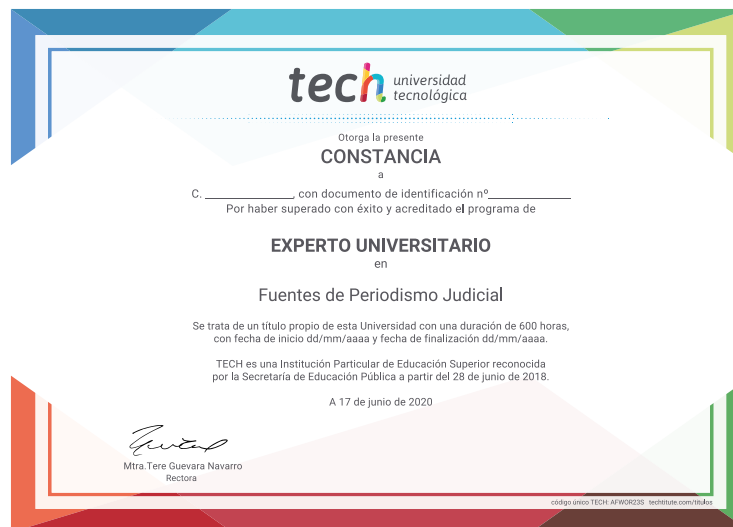 tech universidad
tecnológica
Otorga la presente
CONSTANCIA
a
C. ______________, con documento de identificación nº______________
Por haber superado con éxito y acreditado el programa de
EXPERTO UNIVERSITARIO
en
Fuentes de Periodismo Judicial
Se trata de un título propio de esta Universidad con una duración de 600 horas,
con fecha de inicio dd/mm/aaaa y fecha de finalización dd/mm/aaaa.
TECH es una Institución Particular de Educación Superior reconocida
por la Secretaría de Educación Pública a partir del 28 de junio de 2018.
A 17 de junio de 2020
Mtra.Tere Guevara Navarro
Rectora
código único TECH: AFWOR23S techtitute.com/títulos